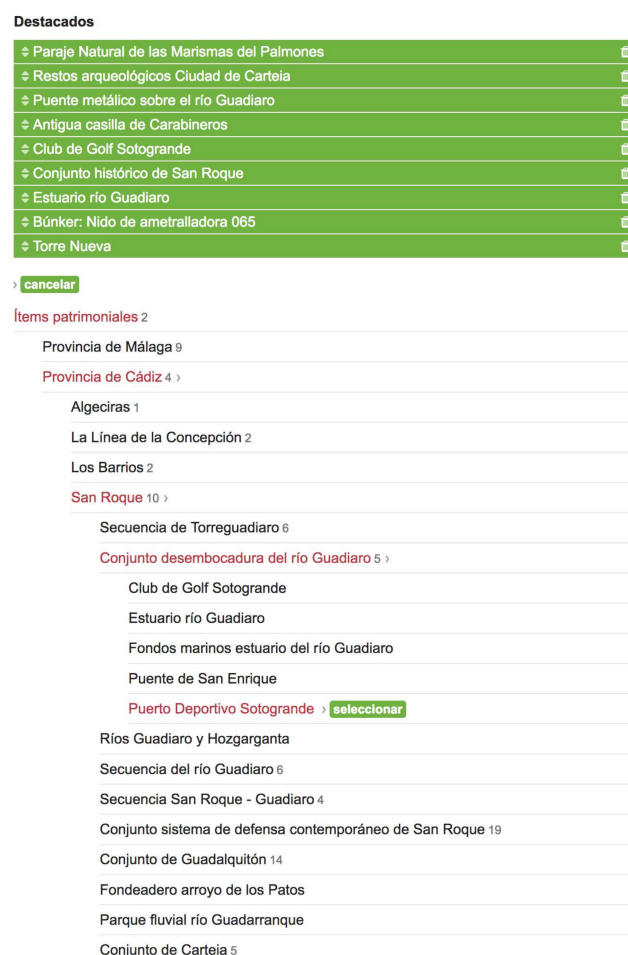 Destacados
Paraje Natural de las Marismas del Palmones
Restos arqueológicos Ciudad de Carteia
Puente metálico sobre el río Guadiaro
Antigua casilla de Carabineros
Club de Golf Sotogrande
Conjunto histórico de San Roque
Estuario río Guadiaro
Búnker: Nido de ametralladora 065
Torre Nueva
› cancelar
Ítems patrimoniales 2
Provincia de Málaga 9
Provincia de Cádiz 4 ›
Algeciras 1
La Línea de la Concepción 2
Los Barrios 2
San Roque 10 ›
Secuencia de Torreguadiaro 6
Conjunto desembocadura del río Guadiaro 5 ›
Club de Golf Sotogrande
Estuario río Guadiaro
Fondos marinos estuario del río Guadiaro
Puente de San Enrique
Puerto Deportivo Sotogrande › seleccionar
Ríos Guadiaro y Hozgarganta
Secuencia del río Guadiaro 6
Secuencia San Roque - Guadiaro 4
Conjunto sistema de defensa contemporáneo de San Roque 19
Conjunto de Guadalquitón 14
Fondeadero arroyo de los Patos
Parque fluvial río Guadarranque
Conjunto de Carteia 5